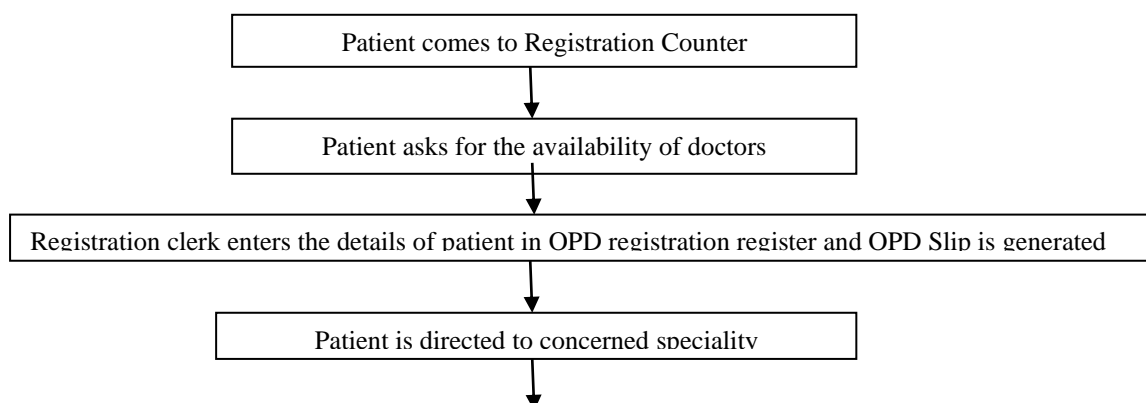 Patient comes to Registration Counter
Patient asks for the availability of doctors
Registration clerk enters the details of patient in OPD registration register and OPD Slip is generated
Patient is directed to concerned speciality